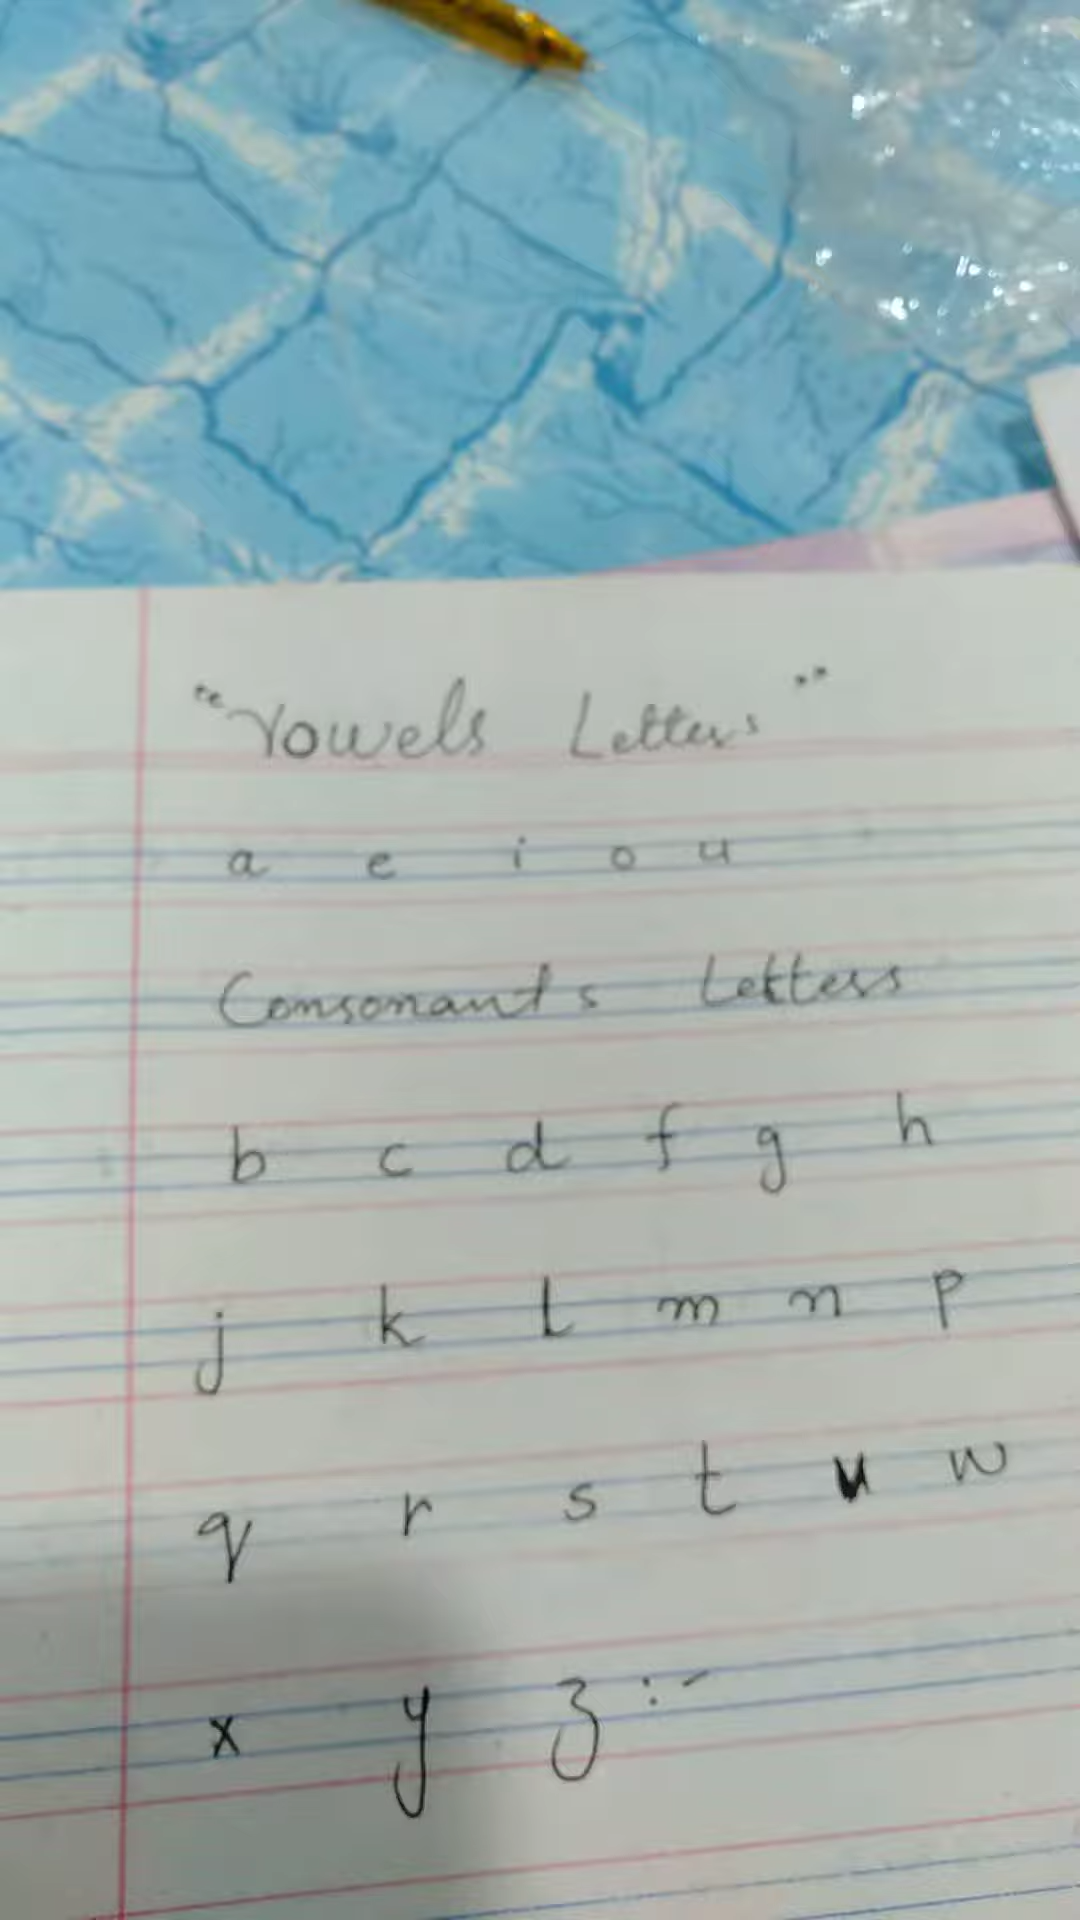 "Vowels Letters"
a e i o u
Consonants Letters
b c d f g h
j k l m n p
q r s t v w
x y z :-